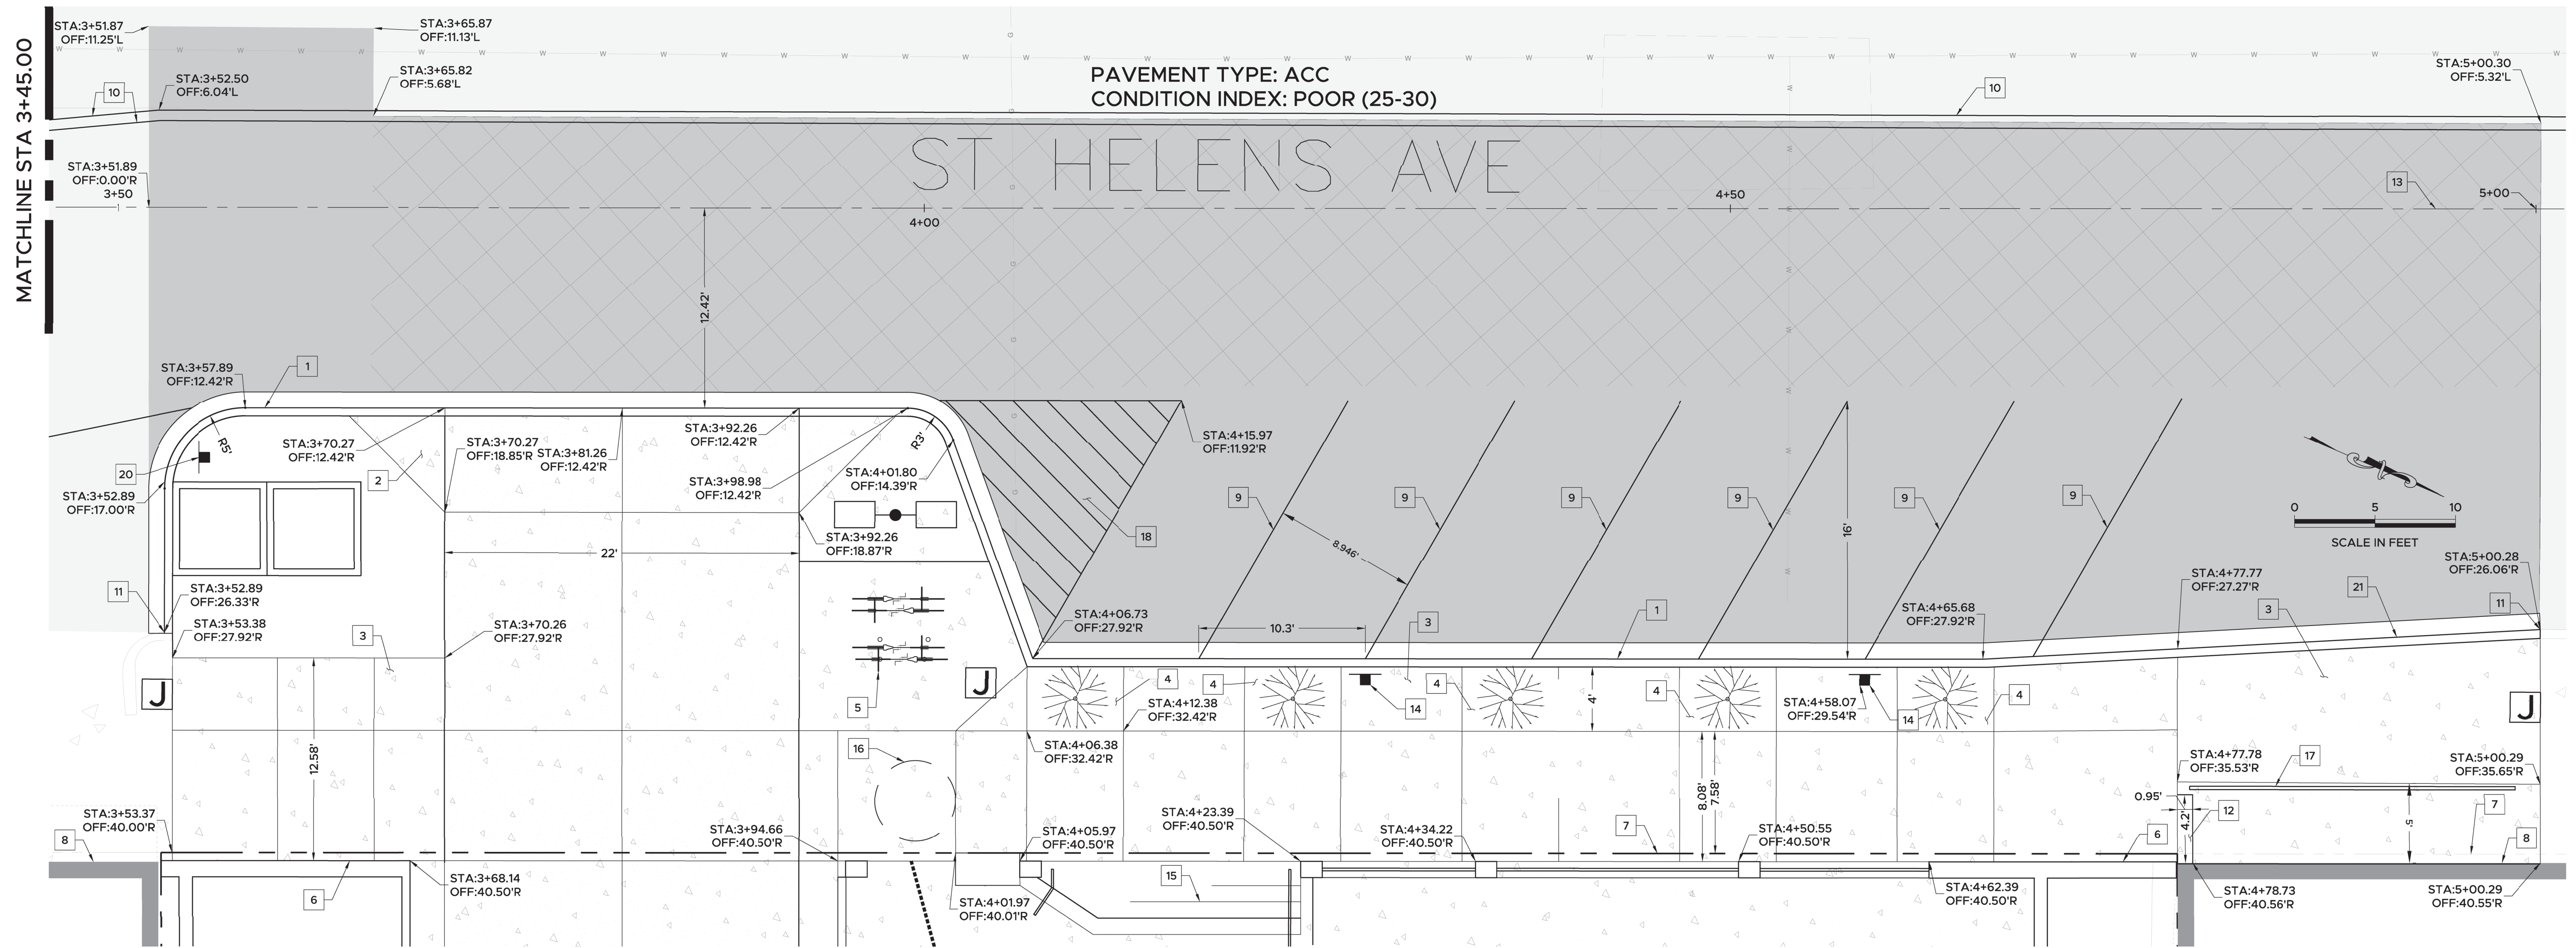 MATCHLINE STA 3+45.00
STA:3+51.87
OFF:11.25'L
STA:3+65.87
OFF:11.13'L
STA:3+52.50
OFF:6.04'L
STA:3+65.82
OFF:5.68'L
PAVEMENT TYPE: ACC
CONDITION INDEX: POOR (25-30)
STA:5+00.30
OFF:5.32'L
10
10
ST HELENS AVE
STA:3+51.89
OFF:0.00'R
3+50
4+00
4+50
5+00
13
12.42'
STA:3+57.89
OFF:12.42'R
1
R5'
20
STA:3+52.89
OFF:17.00'R
STA:3+70.27
OFF:12.42'R
2
STA:3+70.27
OFF:18.85'R
STA:3+81.26
OFF:12.42'R
STA:3+92.26
OFF:12.42'R
STA:3+98.98
OFF:12.42'R
R3'
STA:4+01.80
OFF:14.39'R
STA:3+92.26
OFF:18.87'R
22'
STA:4+15.97
OFF:11.92'R
18
9
9
9
9
9
9
8.946'
16'
0 5 10
SCALE IN FEET
11
STA:3+52.89
OFF:26.33'R
STA:3+53.38
OFF:27.92'R
3
STA:3+70.26
OFF:27.92'R
STA:4+06.73
OFF:27.92'R
10.3'
3
1
STA:4+65.68
OFF:27.92'R
STA:4+77.77
OFF:27.27'R
3
21
STA:5+00.28
OFF:26.06'R
11
J
5
J
4
4
14
4
4
4'
STA:4+58.07
OFF:29.54'R
14
4
J
STA:4+12.38
OFF:32.42'R
STA:4+06.38
OFF:32.42'R
12.58'
16
8.08'
7.58'
STA:4+77.78
OFF:35.53'R
17
STA:5+00.29
OFF:35.65'R
0.95'
4.2'
12
5'
7
8
8
STA:3+53.37
OFF:40.00'R
6
STA:3+68.14
OFF:40.50'R
STA:3+94.66
OFF:40.50'R
STA:4+01.97
OFF:40.01'R
STA:4+05.97
OFF:40.50'R
15
STA:4+23.39
OFF:40.50'R
STA:4+34.22
OFF:40.50'R
7
STA:4+50.55
OFF:40.50'R
STA:4+62.39
OFF:40.50'R
6
STA:4+78.73
OFF:40.56'R
STA:5+00.29
OFF:40.55'R